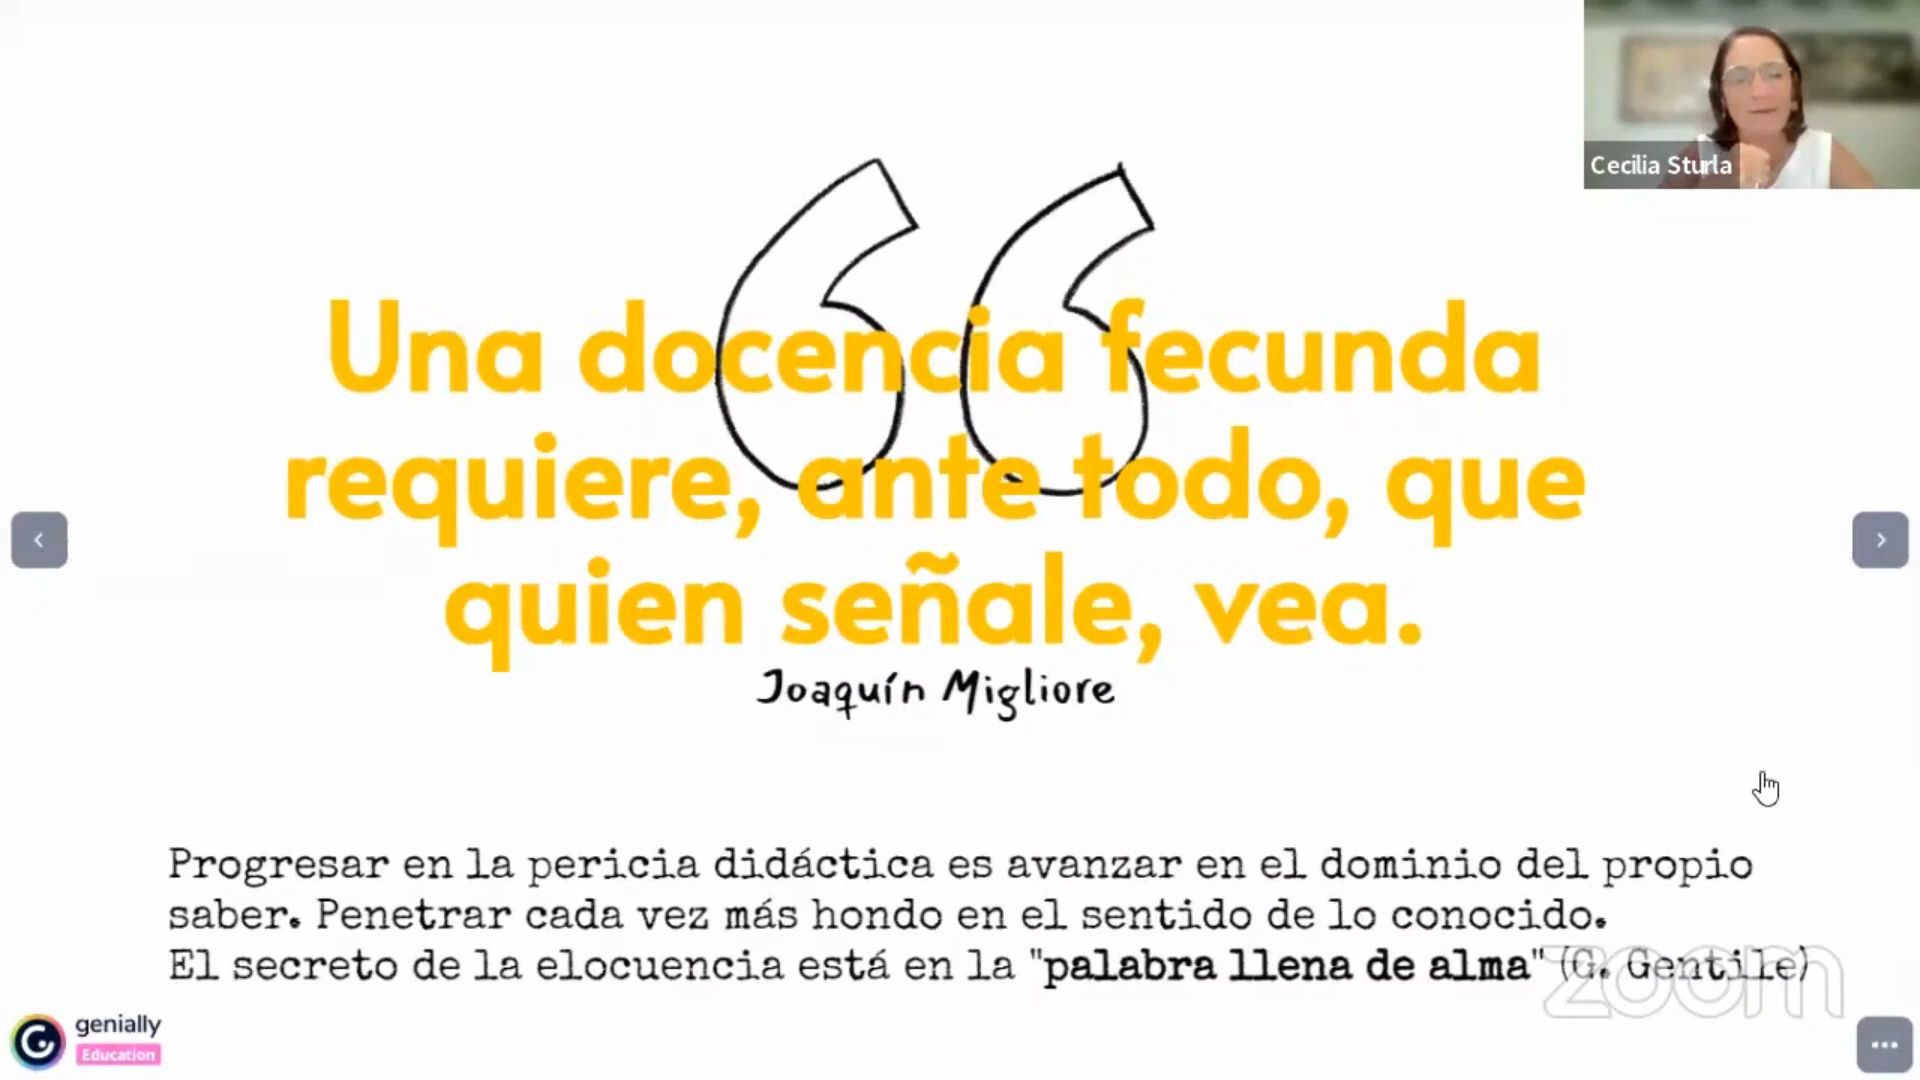 Cecilia Sturla
Una docencia fecunda
requiere, ante todo, que
quien señale, vea.
Joaquín Migliore
Progresar en la pericia didáctica es avanzar en el dominio del propio
saber. Penetrar cada vez más hondo en el sentido de lo conocido.
El secreto de la elocuencia está en la "palabra llena de alma" (G. Gentile)
zoom
genially
Education